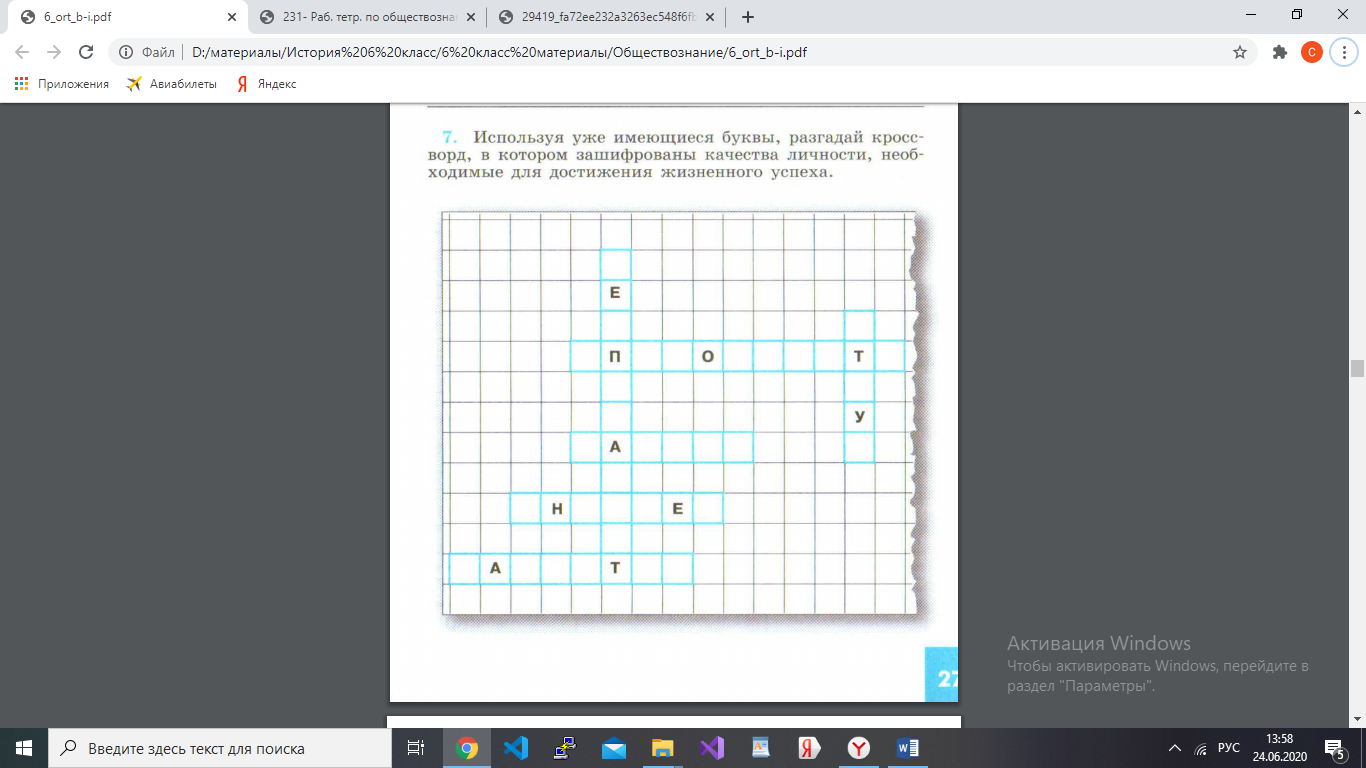 6_ort_b-i.pdf
231- Раб. тетр. по обществозна
29419_fa72ee232a3263ec548f6fb
Файл
D:/материалы/История%206%20класс/6%20класс%20материалы/Обществознание/6_ort_b-i.pdf
С
Приложения
Авиабилеты
Я
Яндекс
7. Используя уже имеющиеся буквы, разгадай кросс-
ворд, в котором зашифрованы качества личности, необ-
ходимые для достижения жизненного успеха.
Е
П О Т
У
А
Н Е
А Т
27
Активация Windows
Чтобы активировать Windows, перейдите в
раздел "Параметры".
Введите здесь текст для поиска
РУС
13:58
24.06.2020
5